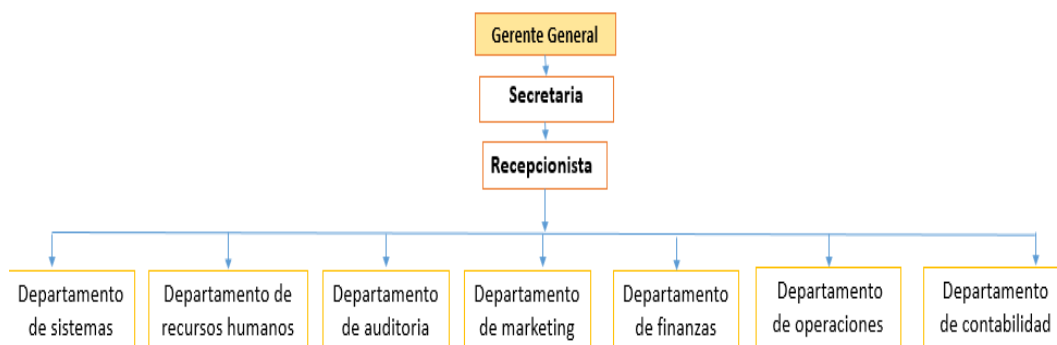 Gerente General
Secretaria
Recepcionista
Departamento
de sistemas
Departamento de
recursos humanos
Departamento
de auditoria
Departamento
de marketing
Departamento
de finanzas
Departamento
de operaciones
Departamento
de contabilidad